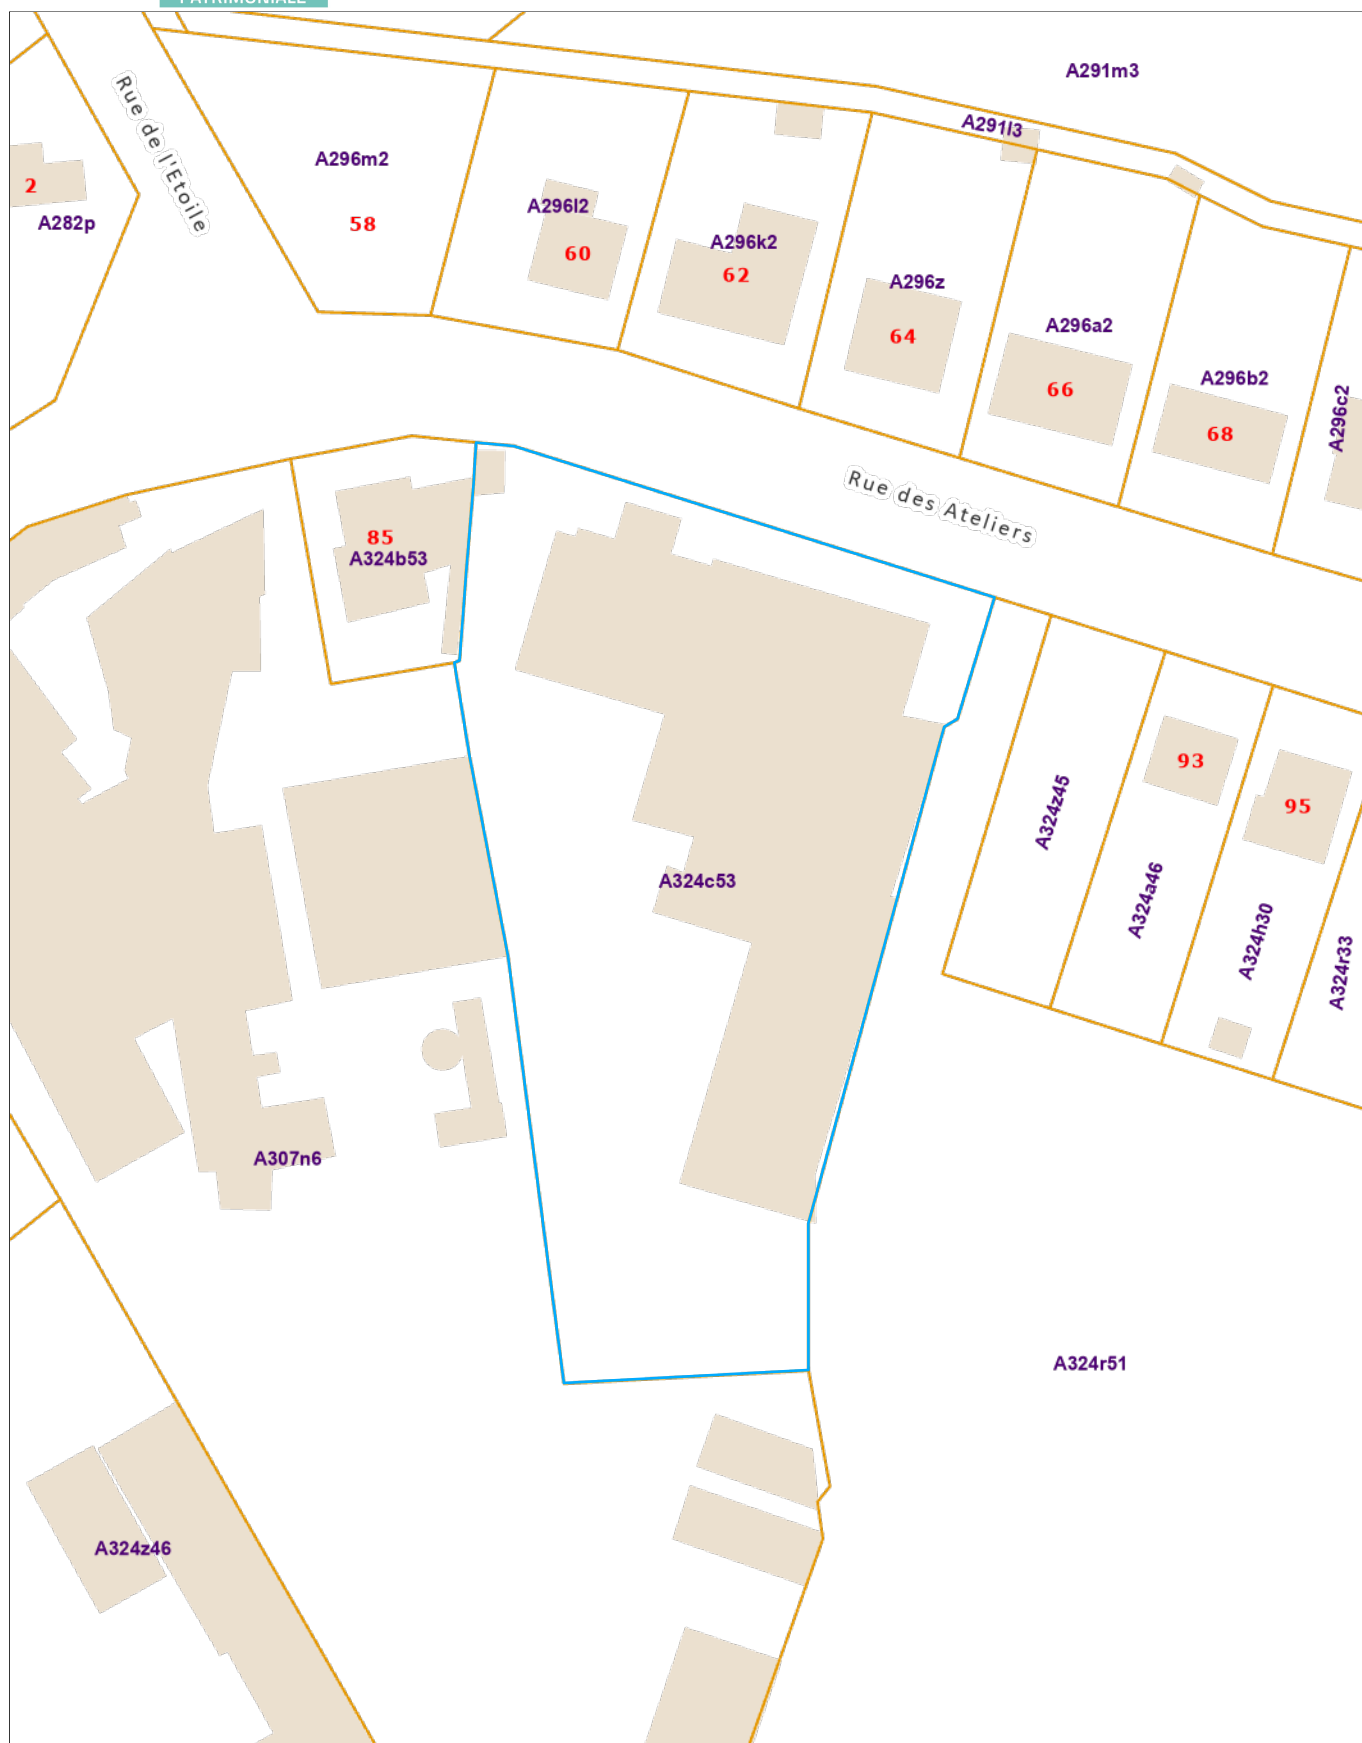 PATRIMONIALE
A291m3
Rue de l'Etoile
A291l3
A296m2
2
A282p
58
A296l2
60
A296k2
62
A296z
64
A296a2
66
A296b2
68
A296c2
Rue des Ateliers
85
A324b53
93
95
A324z45
A324c53
A324a46
A324h30
A324r33
A307n6
A324r51
A324z46